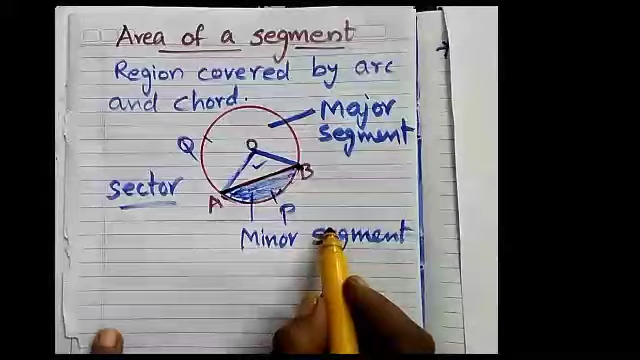 Area of a segment
Region covered by arc
and chord.
Major
segment
Q
O
B
sector
A
P
Minor segment